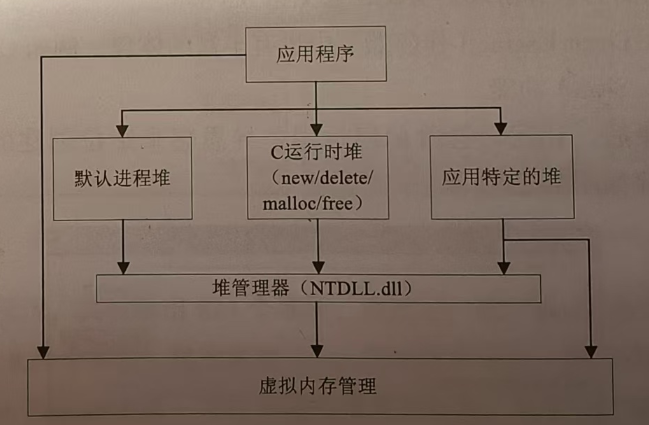 应用程序
默认进程堆
C运行时堆
（new/delete/
malloc/free）
应用特定的堆
堆管理器（NTDLL.dll）
虚拟内存管理